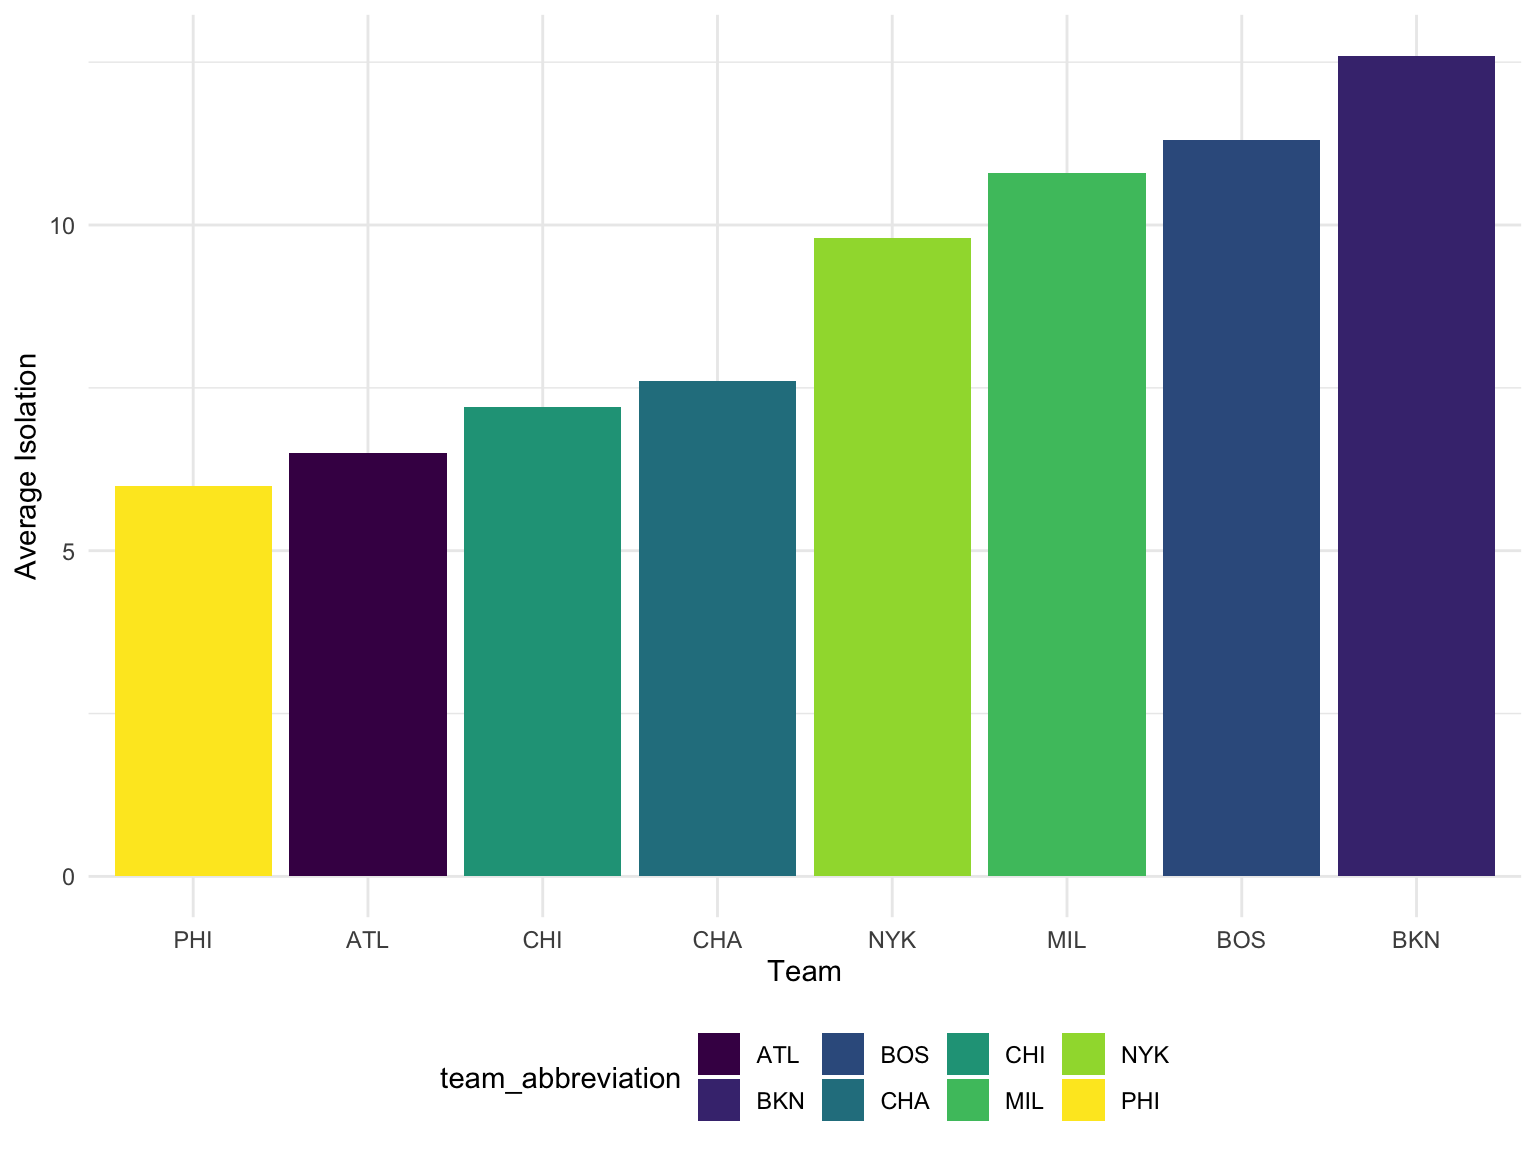 10
5
0
Average Isolation
PHI ATL CHI CHA NYK MIL BOS BKN
Team
team_abbreviation
ATL BOS CHI NYK
BKN CHA MIL PHI